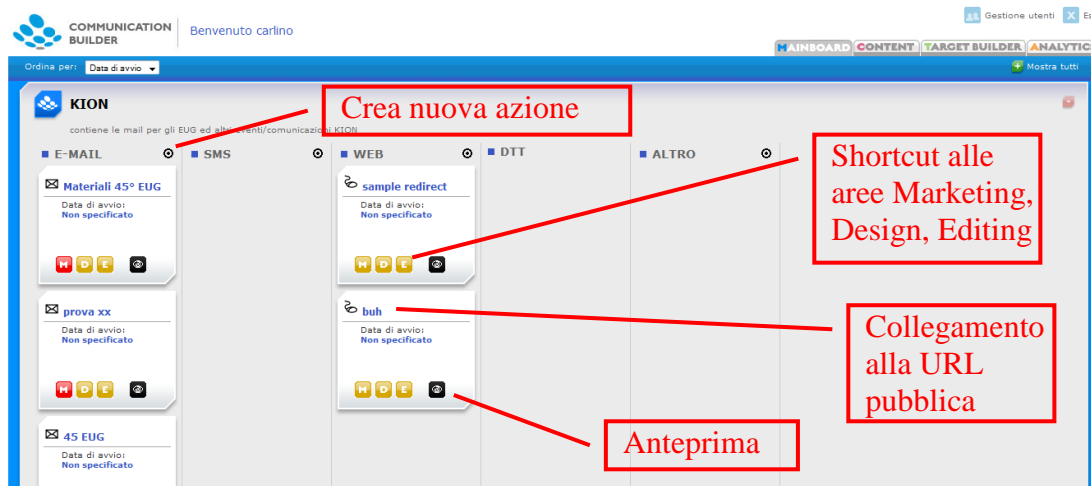 COMMUNICATION
BUILDER
Benvenuto carlino
Gestione utenti
X Es
MAINBOARD CONTENT TARGET BUILDER ANALYTIC
Ordina per: Data di avvio
Mostra tutti
KION
contiene le mail per gli EUG ed altri eventi/comunicazioni KION
Crea nuova azione
E-MAIL
SMS
WEB
DTT
ALTRO
Materiali 45° EUG
Data di avvio:
Non specificato
M D E
sample redirect
Data di avvio:
Non specificato
M D E
Shortcut alle
aree Marketing,
Design, Editing
prova xx
Data di avvio:
Non specificato
M D E
buh
Data di avvio:
Non specificato
M D E
Collegamento
alla URL
pubblica
Anteprima
45 EUG
Data di avvio:
Non specificato